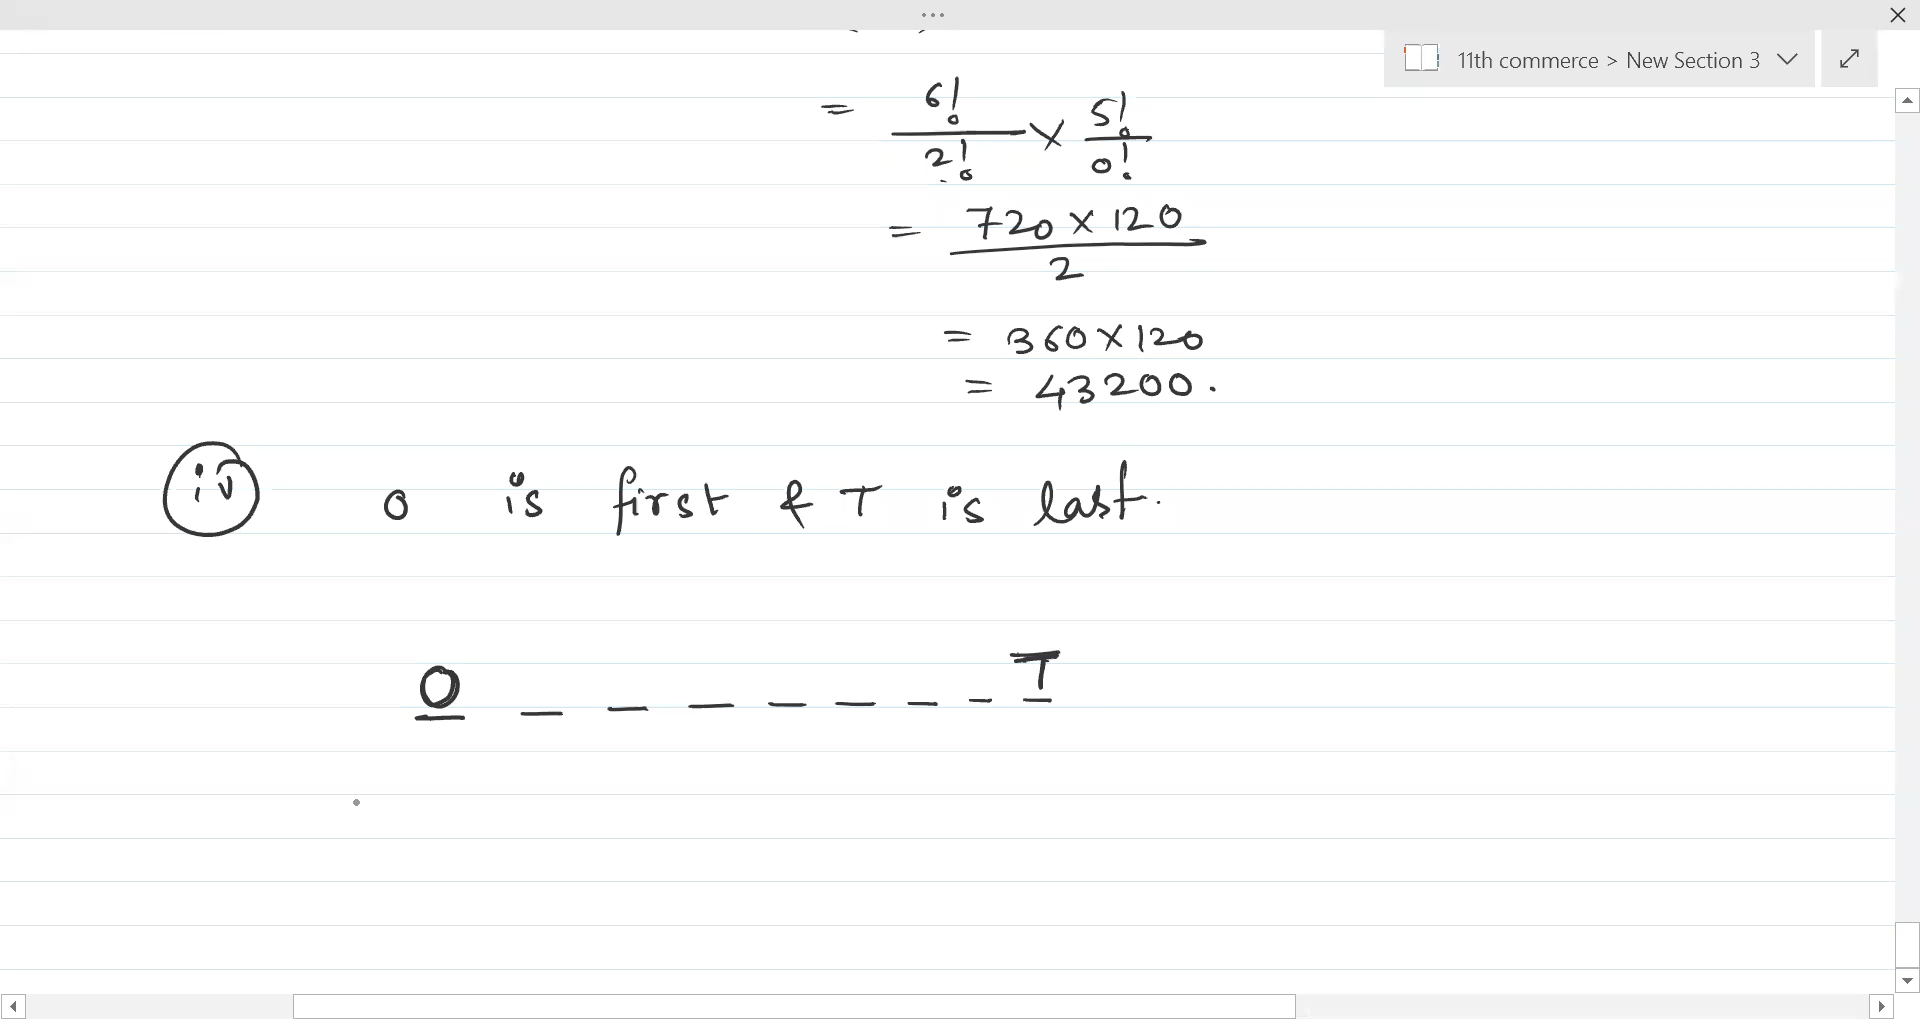 11th commerce > New Section 3
= 6!/2! × 5!/0!
= 720 × 120 / 2
= 360 × 120
= 43200.
iv O is first & T is last.
O _ _ _ _ _ _ _ T